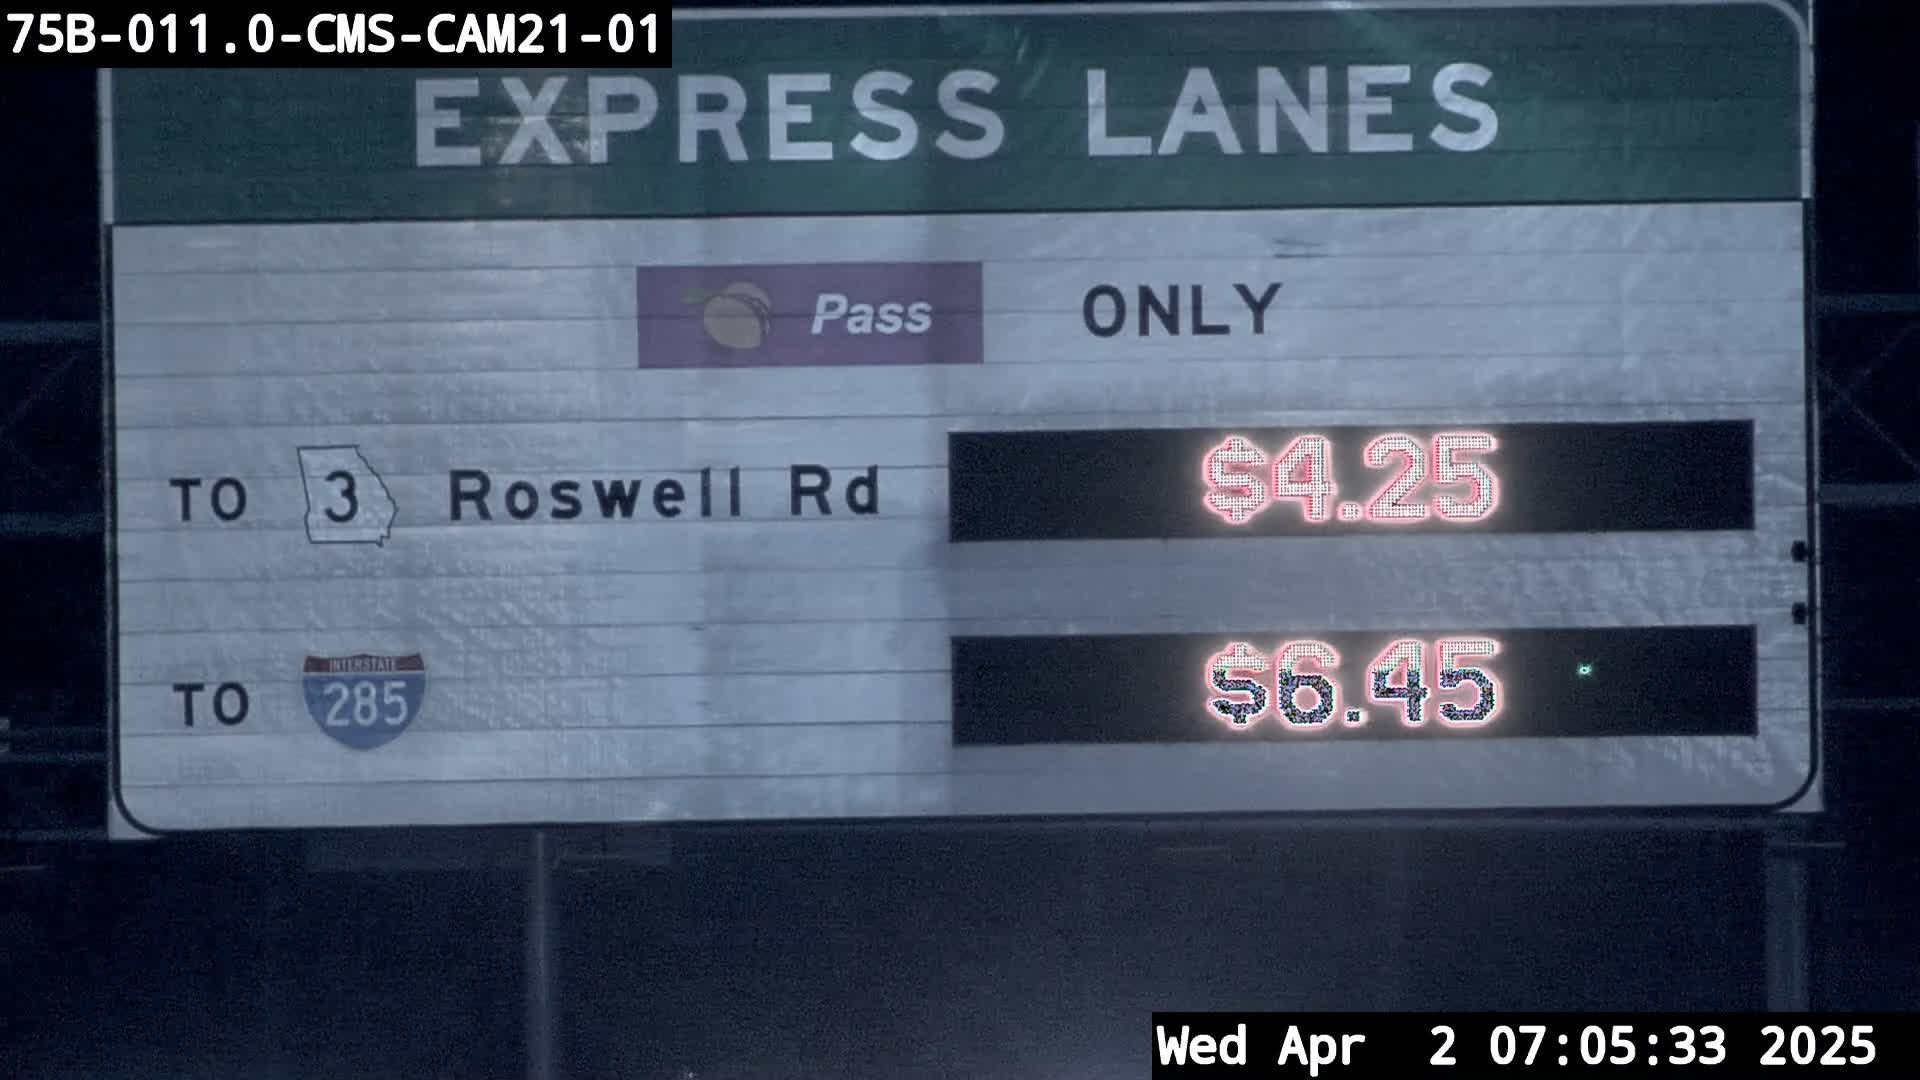 75B-011.0-CMS-CAM21-01
EXPRESS LANES
Pass ONLY
TO 3 Roswell Rd $4.25
TO INTERSTATE 285 $6.45
Wed Apr 2 07:05:33 2025